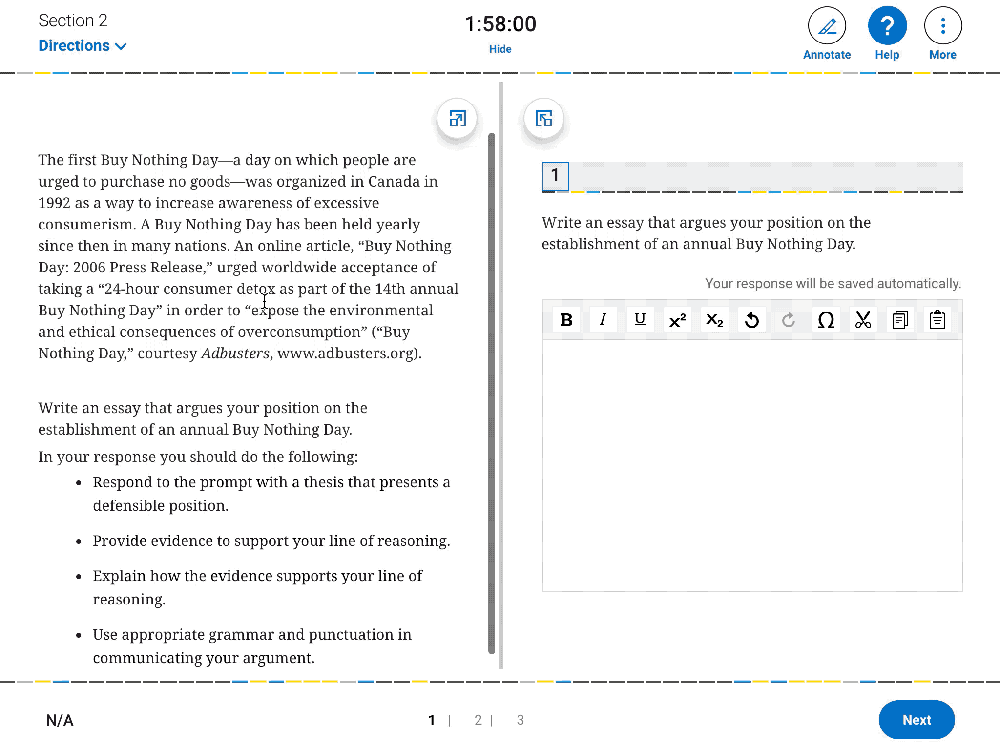 Section 2
Directions
1:58:00
Hide
Annotate
Help
More
The first Buy Nothing Day—a day on which people are
urged to purchase no goods—was organized in Canada in
1992 as a way to increase awareness of excessive
consumerism. A Buy Nothing Day has been held yearly
since then in many nations. An online article, “Buy Nothing
Day: 2006 Press Release,” urged worldwide acceptance of
taking a “24-hour consumer detox as part of the 14th annual
Buy Nothing Day” in order to “expose the environmental
and ethical consequences of overconsumption” (“Buy
Nothing Day,” courtesy Adbusters, www.adbusters.org).
Write an essay that argues your position on the
establishment of an annual Buy Nothing Day.
In your response you should do the following:
• Respond to the prompt with a thesis that presents a
defensible position.
• Provide evidence to support your line of reasoning.
• Explain how the evidence supports your line of
reasoning.
• Use appropriate grammar and punctuation in
communicating your argument.
1
Write an essay that argues your position on the
establishment of an annual Buy Nothing Day.
Your response will be saved automatically.
B I U X² X₂ Ω
N/A
1 | 2 | 3
Next